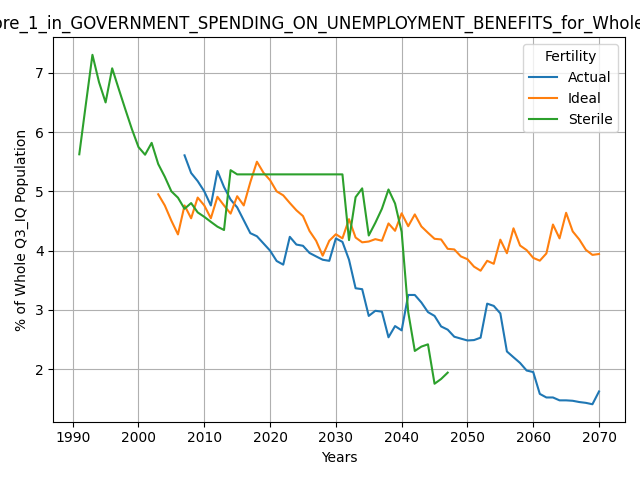 ore_1_in_GOVERNMENT_SPENDING_ON_UNEMPLOYMENT_BENEFITS_for_Whole
Fertility
Actual
Ideal
Sterile
% of Whole Q3_IQ Population
7
6
5
4
3
2
1990 2000 2010 2020 2030 2040 2050 2060 2070
Years